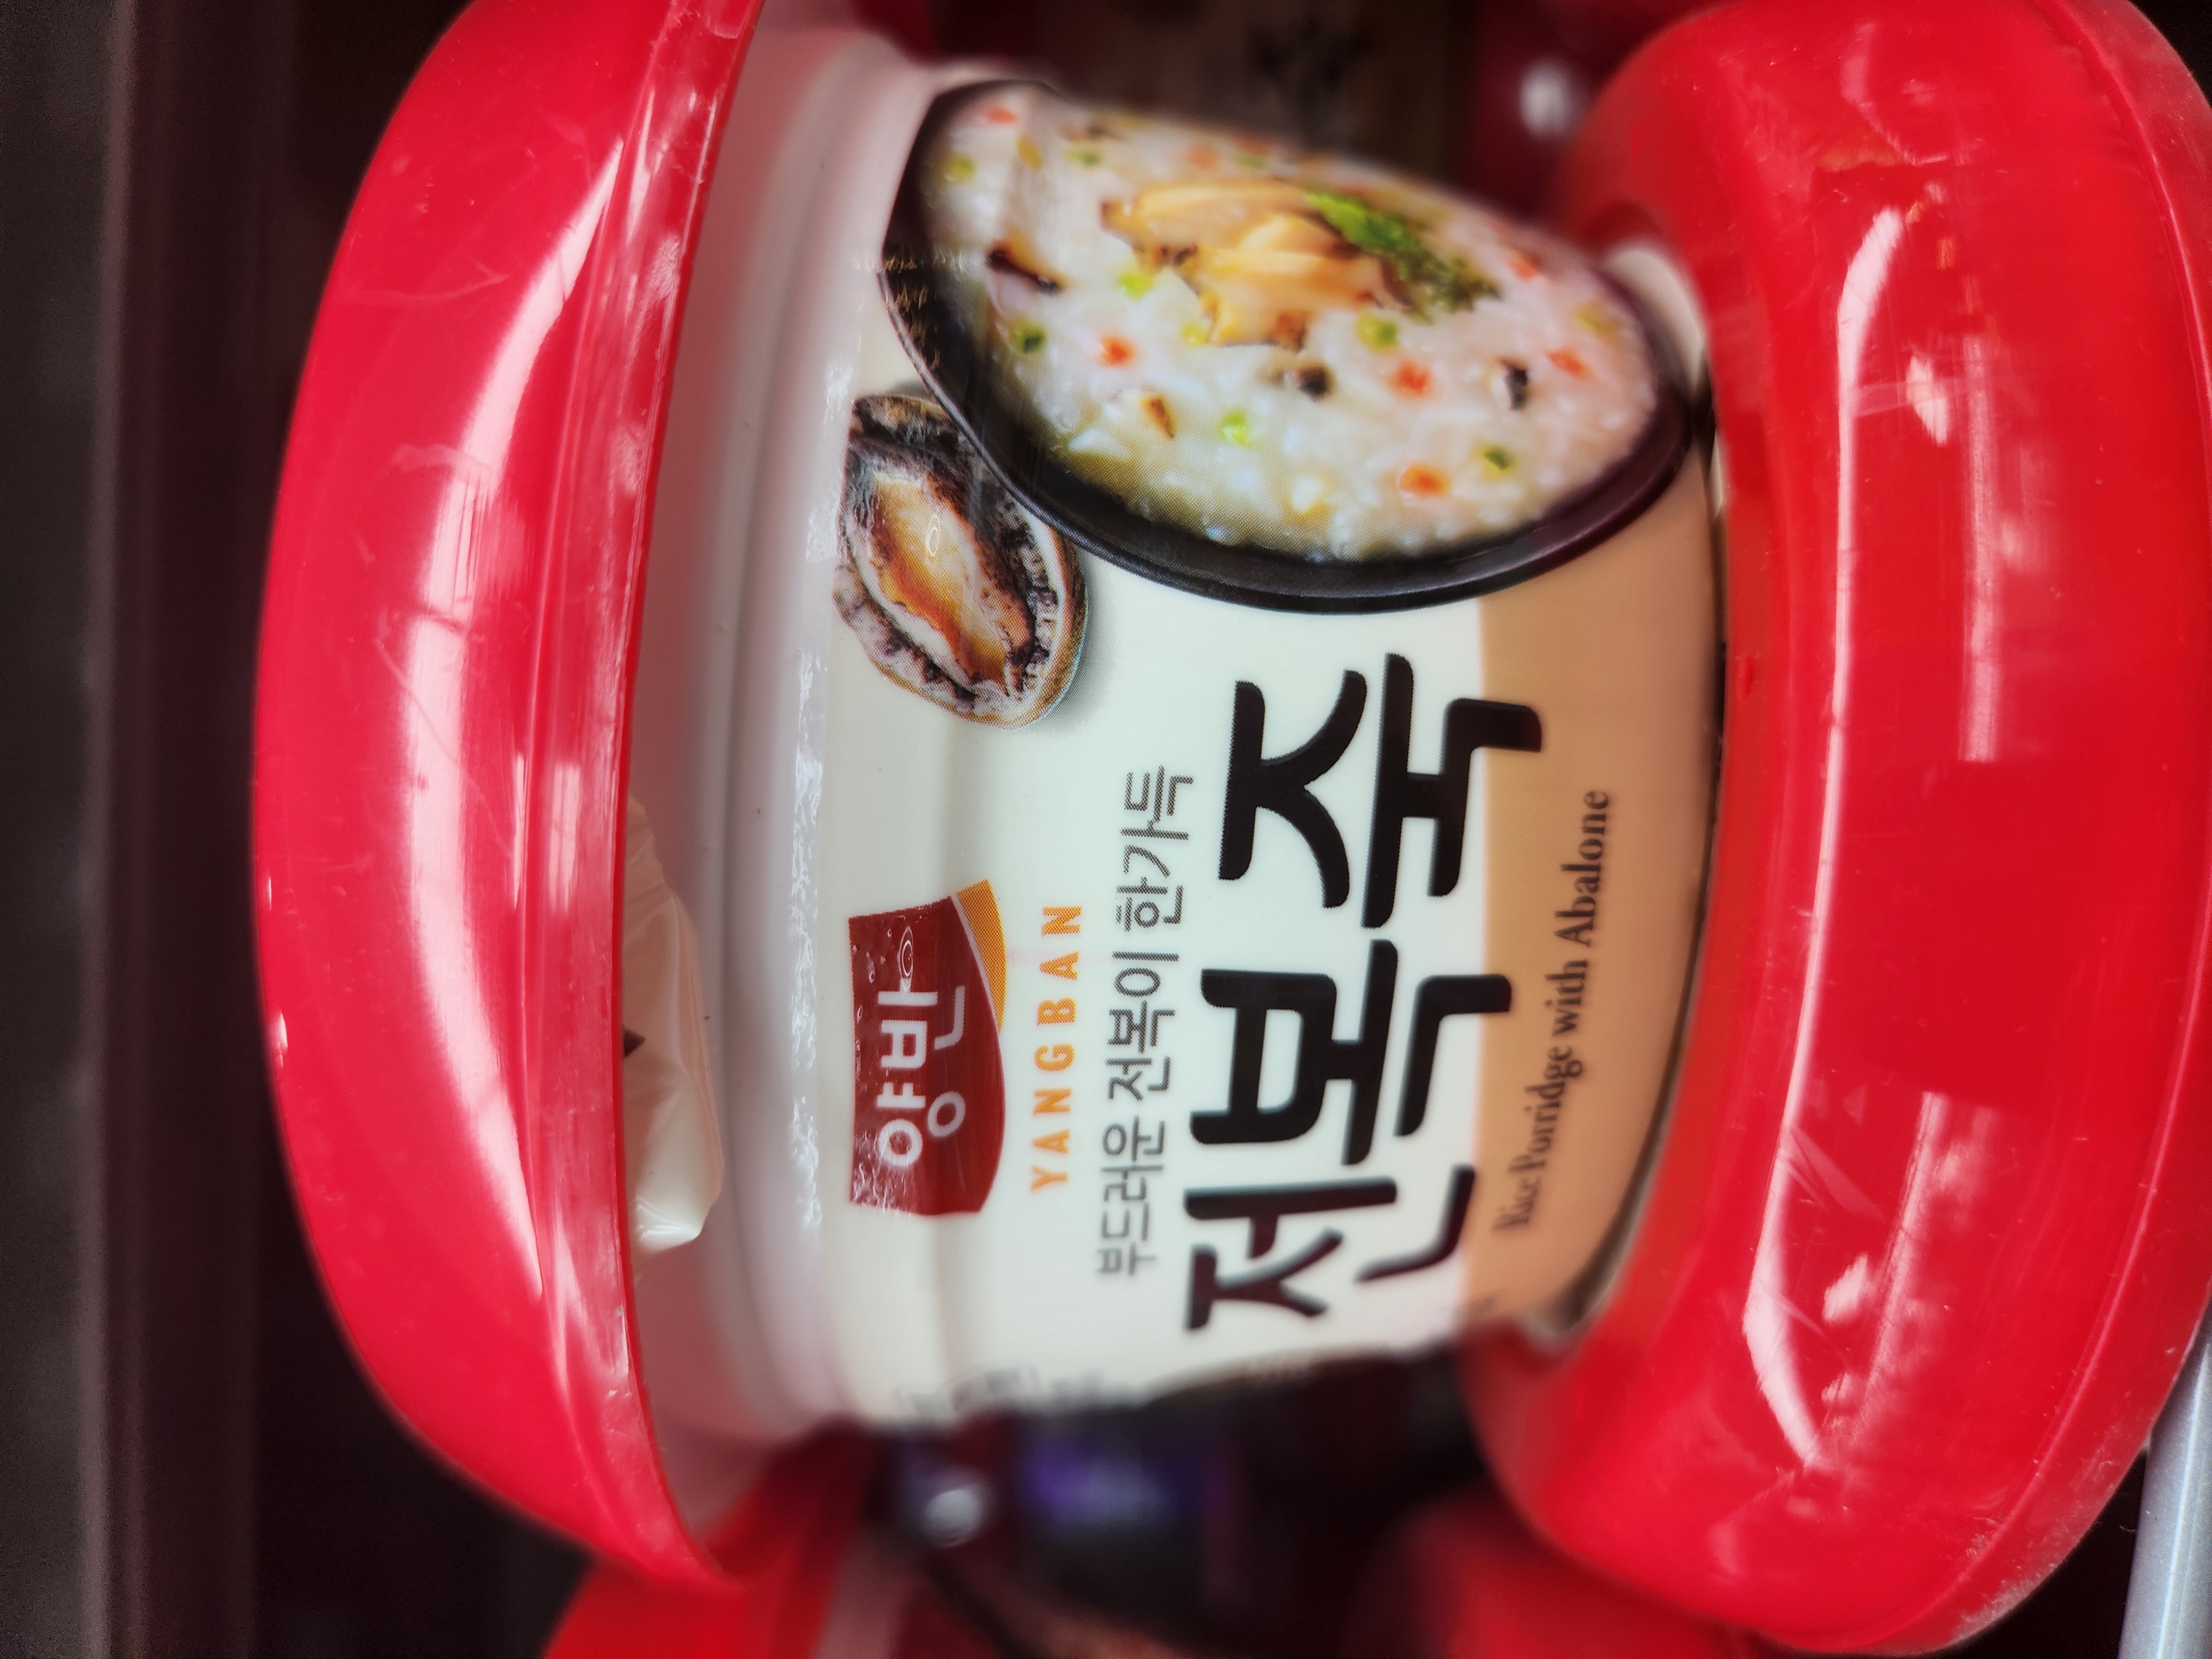 양반
YANGBAN
부드러운 전복이 한가득
전복죽
Rice Porridge with Abalone